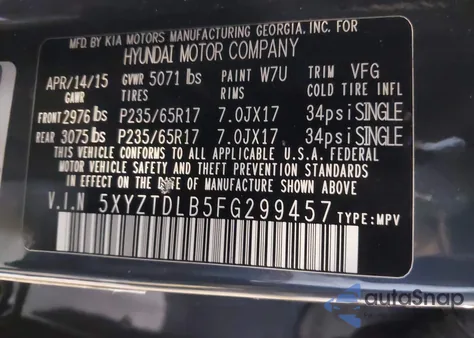 MFD.BY KIA MOTORS MANUFACTURING GEORGIA, INC. FOR
HYUNDAI MOTOR COMPANY
APR/14/15 GVWR 5071 lbs PAINT W7U TRIM VFG
GAWR TIRES RIMS COLD TIRE INFL
FRONT 2976 lbs P235/65R17 7.0JX17 34psi SINGLE
REAR 3075 lbs P235/65R17 7.0JX17 34psi SINGLE
THIS VEHICLE CONFORMS TO ALL APPLICABLE U.S.A. FEDERAL
MOTOR VEHICLE SAFETY AND THEFT PREVENTION STANDARDS
IN EFFECT ON THE DATE OF MANUFACTURE SHOWN ABOVE
V.I.N 5XYZTDLB5FG299457 TYPE: MPV
autoSnap